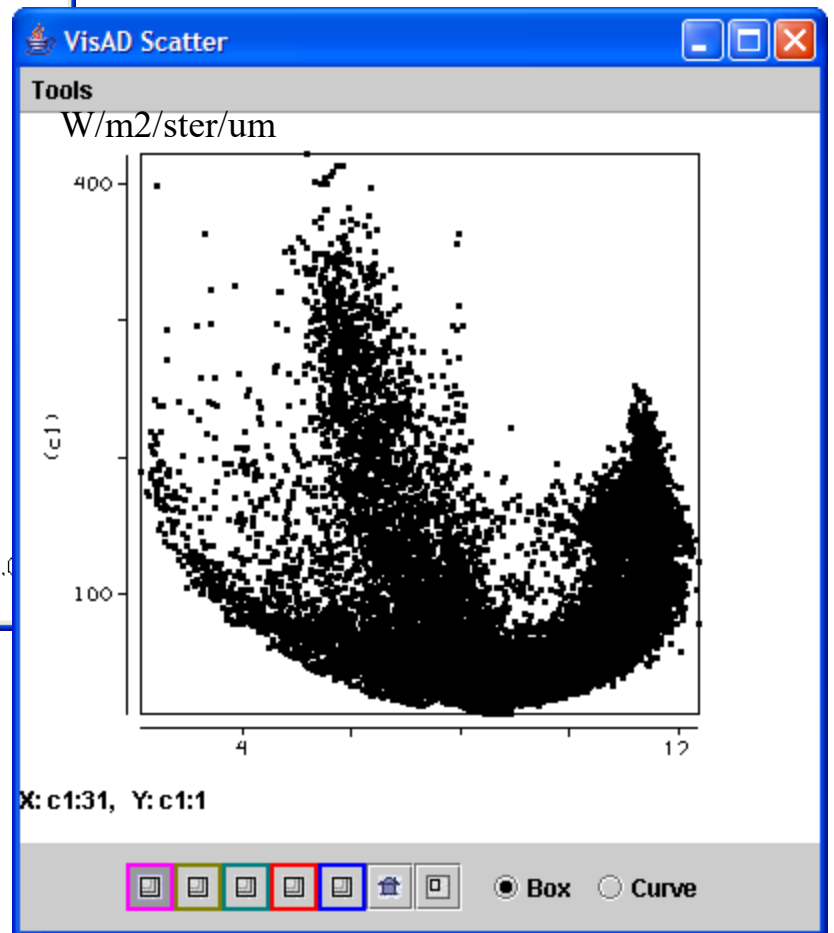 VisAD Scatter
Tools
W/m2/ster/um
400
(c1)
100
4
12
X: c1:31, Y: c1:1
Box
Curve